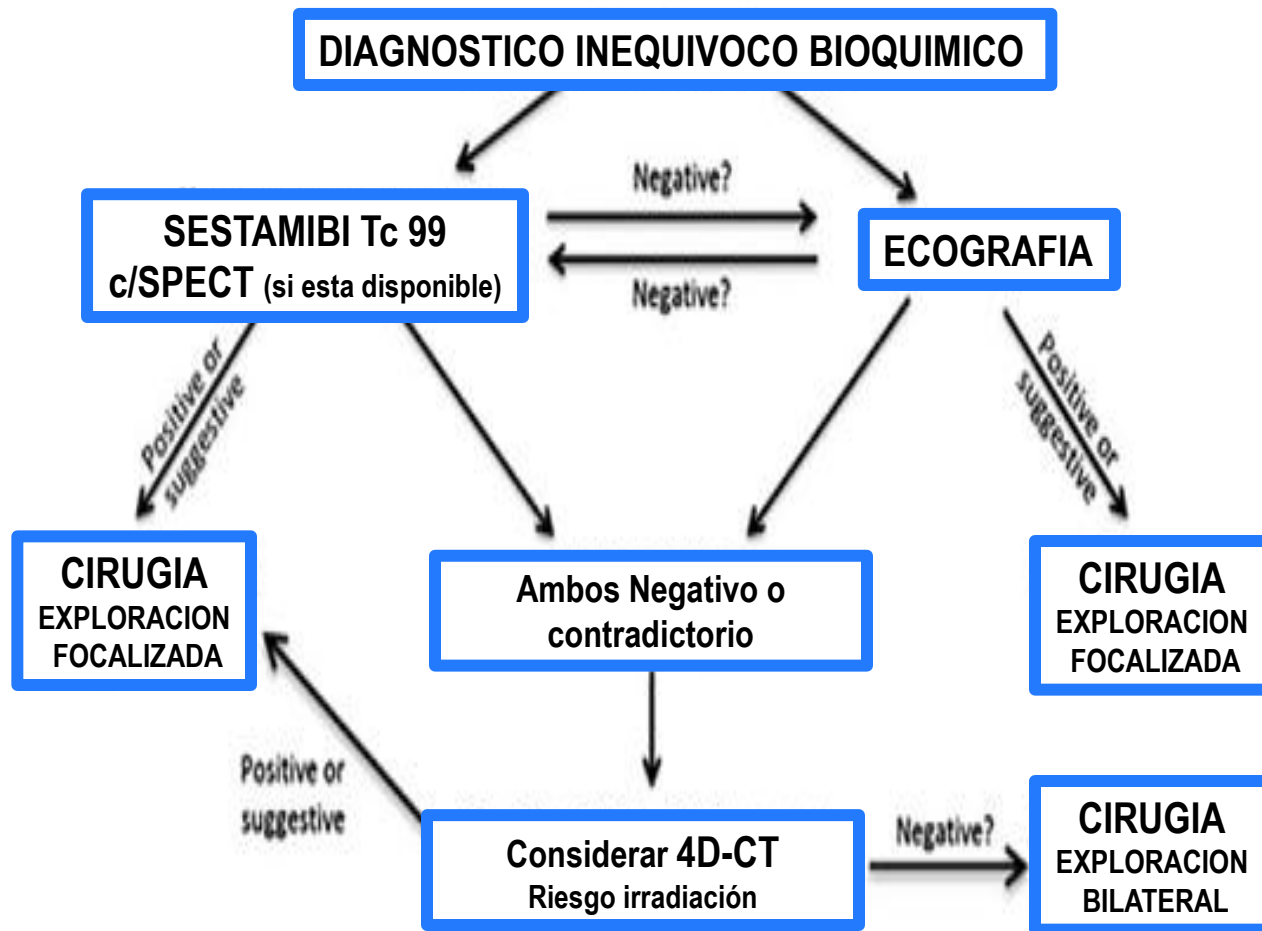 DIAGNOSTICO INEQUIVOCO BIOQUIMICO
Negative?
SESTAMIBI Tc 99
c/SPECT (si esta disponible)
ECOGRAFIA
Negative?
Positive or
suggestive
Positive or
suggestive
CIRUGIA
EXPLORACION
FOCALIZADA
Ambos Negativo o
contradictorio
CIRUGIA
EXPLORACION
FOCALIZADA
Positive or
suggestive
Considerar 4D-CT
Riesgo irradiación
Negative?
CIRUGIA
EXPLORACION
BILATERAL